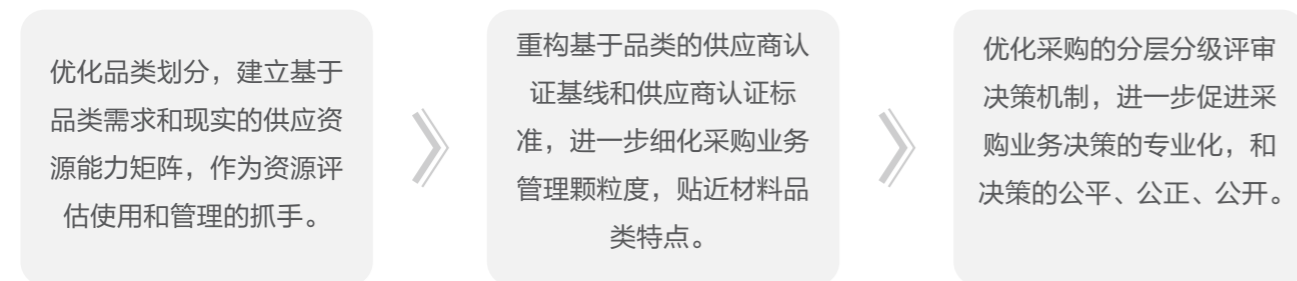 优化品类划分，建立基于
品类需求和现实的供应资
源能力矩阵，作为资源评
估使用和管理的抓手。
重构基于品类的供应商认
证基线和供应商认证标
准，进一步细化采购业务
管理颗粒度，贴近材料品
类特点。
优化采购的分层分级评审
决策机制，进一步促进采
购业务决策的专业化，和
决策的公平、公正、公开。